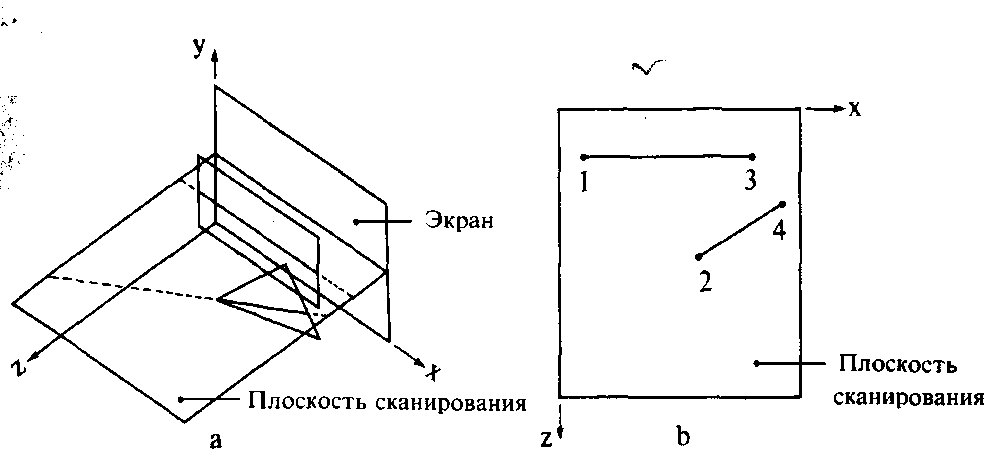 y
Экран
z
x
Плоскость сканирования
a
x
1
3
4
2
Плоскость
сканирования
z
b